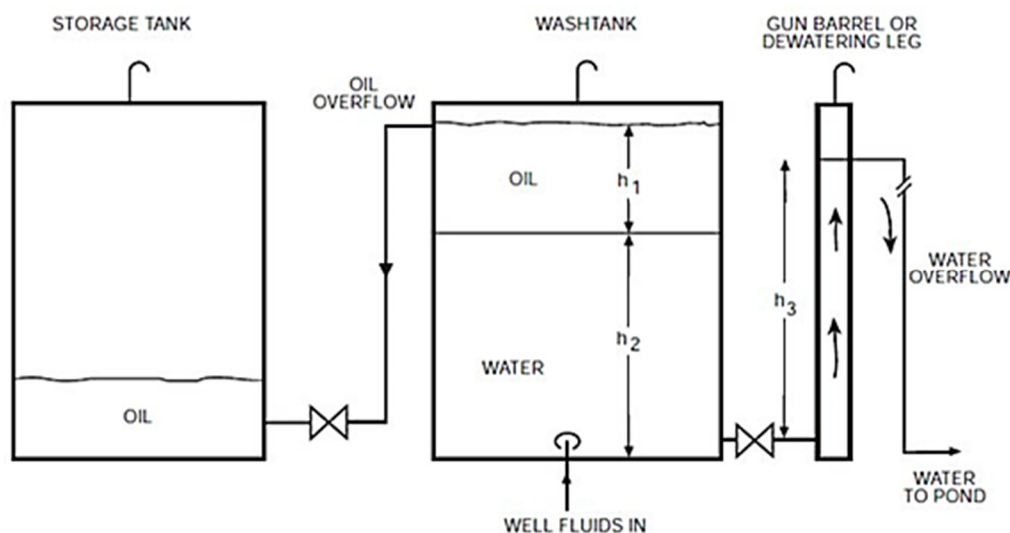 STORAGE TANK
WASHTANK
GUN BARREL OR
DEWATERING LEG
OIL
OVERFLOW
OIL
h1
h3
WATER
OVERFLOW
h2
WATER
OIL
WATER
TO POND
WELL FLUIDS IN